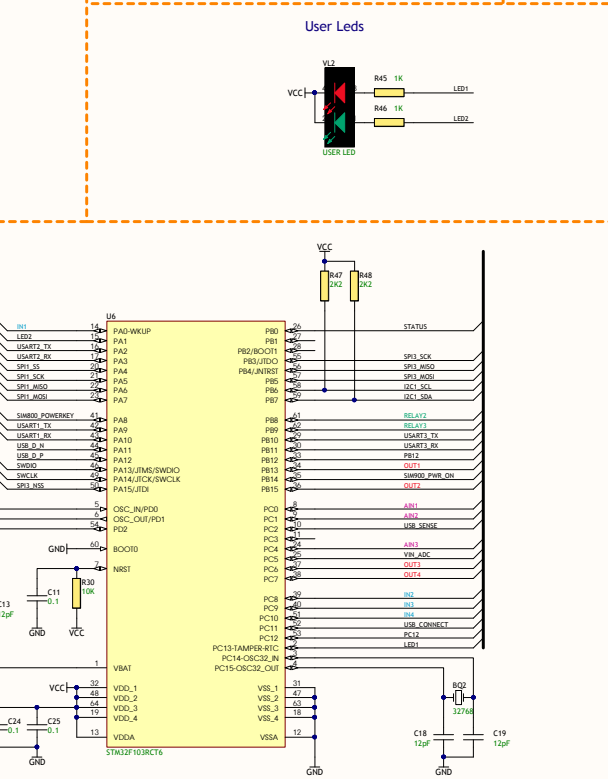 User Leds
VL2
VCC
R45 1K
LED1
R46 1K
LED2
USER LED
VCC
R47 R48
2K2 2K2
U6
IN1 14 PA0-WKUP PB0 26 STATUS
LED2 15 PA1 PB1 27
USART2_TX 16 PA2 PB2/BOOT1 28
USART2_RX 17 PA3 PB3/JTDO 55 SPI3_SCK
SPI1_SS 20 PA4 PB4/JNTRST 56 SPI3_MISO
SPI1_SCK 21 PA5 PB5 57 SPI3_MOSI
SPI1_MISO 22 PA6 PB6 58 I2C1_SCL
SPI1_MOSI 23 PA7 PB7 59 I2C1_SDA
SIM800_POWERKEY 41 PA8 PB8 61 RELAY2
USART1_TX 42 PA9 PB9 62 RELAY3
USART1_RX 43 PA10 PB10 29 USART3_TX
USB_D_N 44 PA11 PB11 30 USART3_RX
USB_D_P 45 PA12 PB12 33 PB12
SWDIO 46 PA13/JTMS/SWDIO PB13 34 OUT1
SWCLK 49 PA14/JTCK/SWCLK PB14 35 SIM900_PWR_ON
SPI3_NSS 50 PA15/JTDI PB15 36 OUT2
5 OSC_IN/PD0 PC0 8 AIN1
6 OSC_OUT/PD1 PC1 9 AIN2
54 PD2 PC2 10 USB_SENSE
PC3 11
GND 60 BOOT0 PC4 24 AIN3
PC5 25 VIN_ADC
7 NRST PC6 37 OUT3
PC7 38 OUT4
R30
10K
C11
0.1
C13
12pF
GND VCC
PC8 39 IN2
PC9 40 IN3
PC10 51 IN4
PC11 52 USB_CONNECT
PC12 53 PC12
PC13-TAMPER-RTC 2 LED1
PC14-OSC32_IN 3
1 VBAT PC15-OSC32_OUT 4
VCC 32 VDD_1 VSS_1 31
48 VDD_2 VSS_2 47
64 VDD_3 VSS_3 63
19 VDD_4 VSS_4 18
13 VDDA VSSA 12
STM32F103RCT6
BQ2
32768
C24 C25
0.1 0.1
GND
C18 C19
12pF 12pF
GND GND